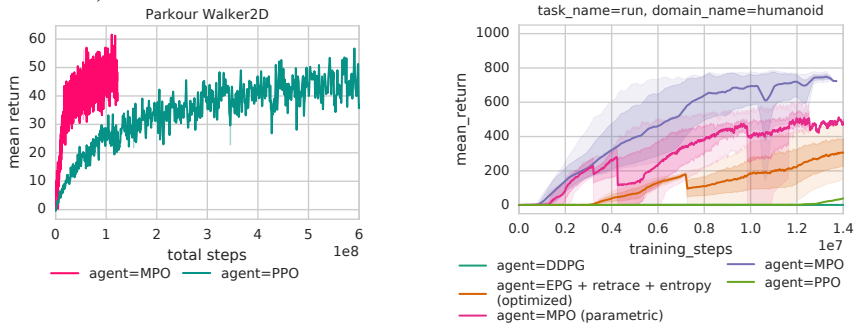 Parkour Walker2D
60
50
40
30
20
10
0
mean return
0
1
2
3
4
5
6
1e8
total steps
agent=MPO
agent=PPO
task_name=run, domain_name=humanoid
1000
800
600
400
200
0
mean_return
0.0
0.2
0.4
0.6
0.8
1.0
1.2
1.4
1e7
training_steps
agent=DDPG
agent=EPG + retrace + entropy
(optimized)
agent=MPO (parametric)
agent=MPO
agent=PPO